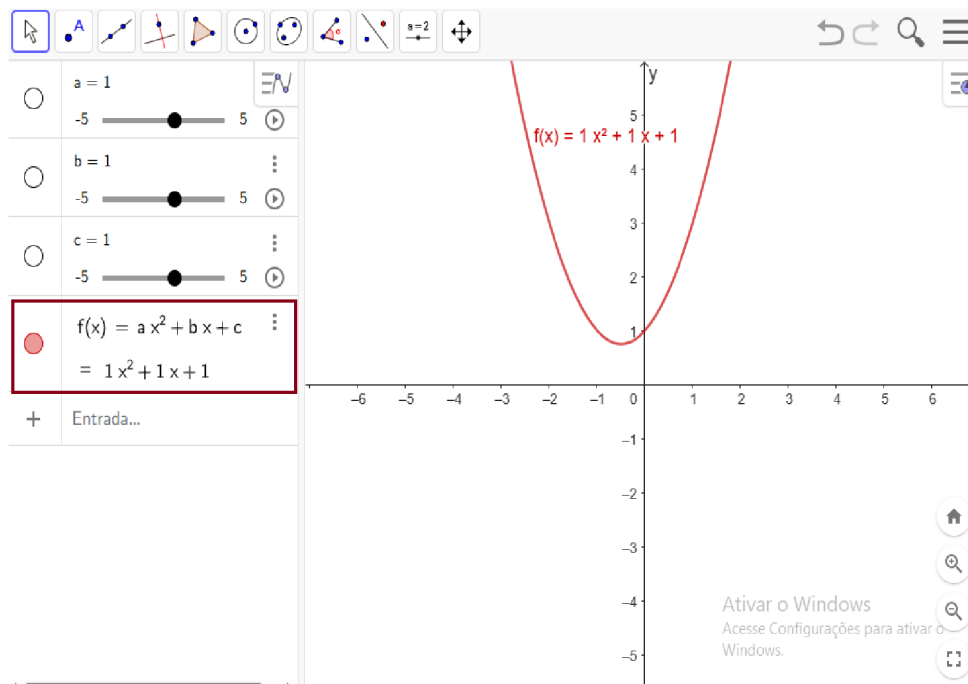 A
a=2
a = 1
-5 5
b = 1
-5 5
c = 1
-5 5
f(x) = a x² + b x + c
= 1 x² + 1 x + 1
+ Entrada...
y
f(x) = 1 x² + 1 x + 1
5
4
3
2
1
–6 –5 –4 –3 –2 –1 0 1 2 3 4 5 6
–1
–2
–3
–4
–5
Ativar o Windows
Acesse Configurações para ativar o
Windows.